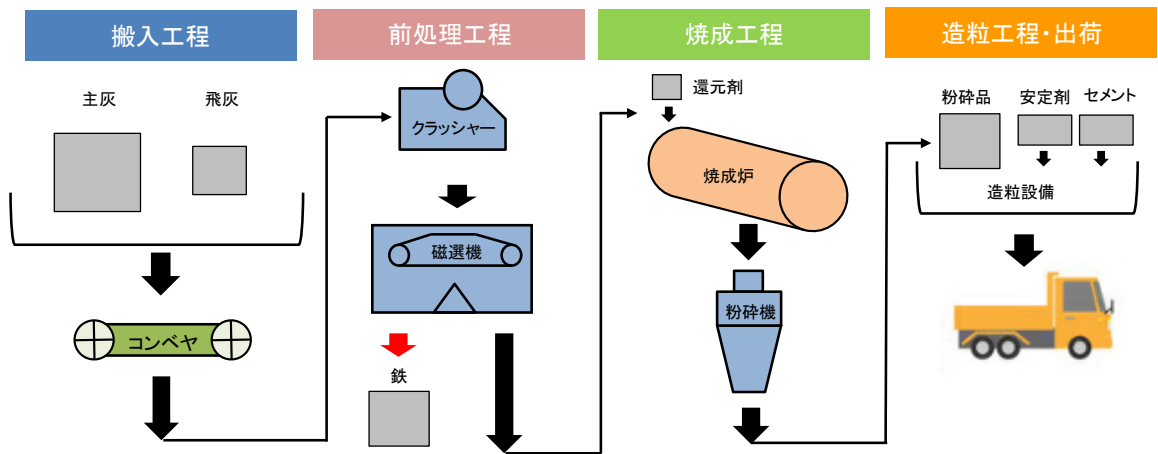 搬入工程
前処理工程
焼成工程
造粒工程・出荷
主灰
飛灰
コンベヤ
クラッシャー
磁選機
鉄
還元剤
焼成炉
粉砕機
粉砕品
安定剤
セメント
造粒設備